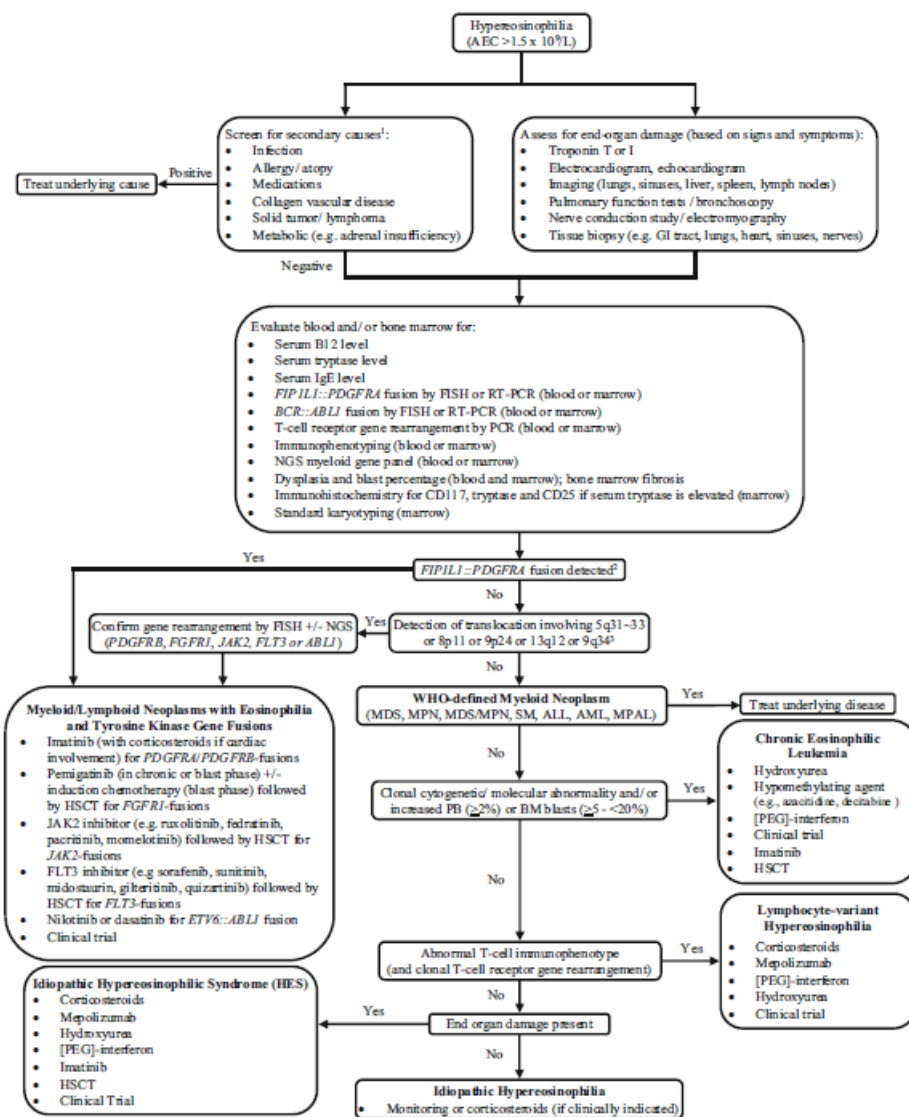 Hypereosinophilia
(AEC >1.5 x 10⁹/L)
Screen for secondary causes¹:
• Infection
• Allergy/ atopy
• Medications
• Collagen vascular disease
• Solid tumor/ lymphoma
• Metabolic (e.g. adrenal insufficiency)
Assess for end-organ damage (based on signs and symptoms):
• Troponin T or I
• Electrocardiogram, echocardiogram
• Imaging (lungs, sinuses, liver, spleen, lymph nodes)
• Pulmonary function tests / bronchoscopy
• Nerve conduction study/ electromyography
• Tissue biopsy (e.g. GI tract, lungs, heart, sinuses, nerves)
Positive
Treat underlying cause
Negative
Evaluate blood and/ or bone marrow for:
• Serum B12 level
• Serum tryptase level
• Serum IgE level
• FIP1L1::PDGFRA fusion by FISH or RT-PCR (blood or marrow)
• BCR::ABL1 fusion by FISH or RT-PCR (blood or marrow)
• T-cell receptor gene rearrangement by PCR (blood or marrow)
• Immunophenotyping (blood or marrow)
• NGS myeloid gene panel (blood or marrow)
• Dysplasia and blast percentage (blood and marrow); bone marrow fibrosis
• Immunohistochemistry for CD117, tryptase and CD25 if serum tryptase is elevated (marrow)
• Standard karyotyping (marrow)
Yes
FIP1L1::PDGFRA fusion detected²
No
Confirm gene rearrangement by FISH +/- NGS
(PDGFRB, FGFR1, JAK2, FLT3 or ABL1)
Yes
Detection of translocation involving 5q31~33
or 8p11 or 9p24 or 13q12 or 9q34³
No
Myeloid/Lymphoid Neoplasms with Eosinophilia
and Tyrosine Kinase Gene Fusions
• Imatinib (with corticosteroids if cardiac
involvement) for PDGFRA/PDGFRB-fusions
• Pemigatinib (in chronic or blast phase) +/-
induction chemotherapy (blast phase) followed
by HSCT for FGFR1-fusions
• JAK2 inhibitor (e.g. ruxolitinib, fedratinib,
pacritinib, momelotinib) followed by HSCT for
JAK2-fusions
• FLT3 inhibitor (e.g sorafenib, sunitinib,
midostaurin, gilteritinib, quizartinib) followed by
HSCT for FLT3-fusions
• Nilotinib or dasatinib for ETV6::ABL1 fusion
• Clinical trial
WHO-defined Myeloid Neoplasm
(MDS, MPN, MDS/MPN, SM, ALL, AML, MPAL)
Yes
Treat underlying disease
No
Clonal cytogenetic/ molecular abnormality and/ or
increased PB (≥2%) or BM blasts (≥5 - <20%)
Yes
Chronic Eosinophilic
Leukemia
• Hydroxyurea
• Hypomethylating agent
(e.g., azacitidine, decitabine )
• [PEG]-interferon
• Clinical trial
• Imatinib
• HSCT
No
Abnormal T-cell immunophenotype
(and clonal T-cell receptor gene rearrangement)
Yes
Lymphocyte-variant
Hypereosinophilia
• Corticosteroids
• Mepolizumab
• [PEG]-interferon
• Hydroxyurea
• Clinical trial
No
End organ damage present
Yes
Idiopathic Hypereosinophilic Syndrome (HES)
• Corticosteroids
• Mepolizumab
• Hydroxyurea
• [PEG]-interferon
• Imatinib
• HSCT
• Clinical Trial
No
Idiopathic Hypereosinophilia
• Monitoring or corticosteroids (if clinically indicated)